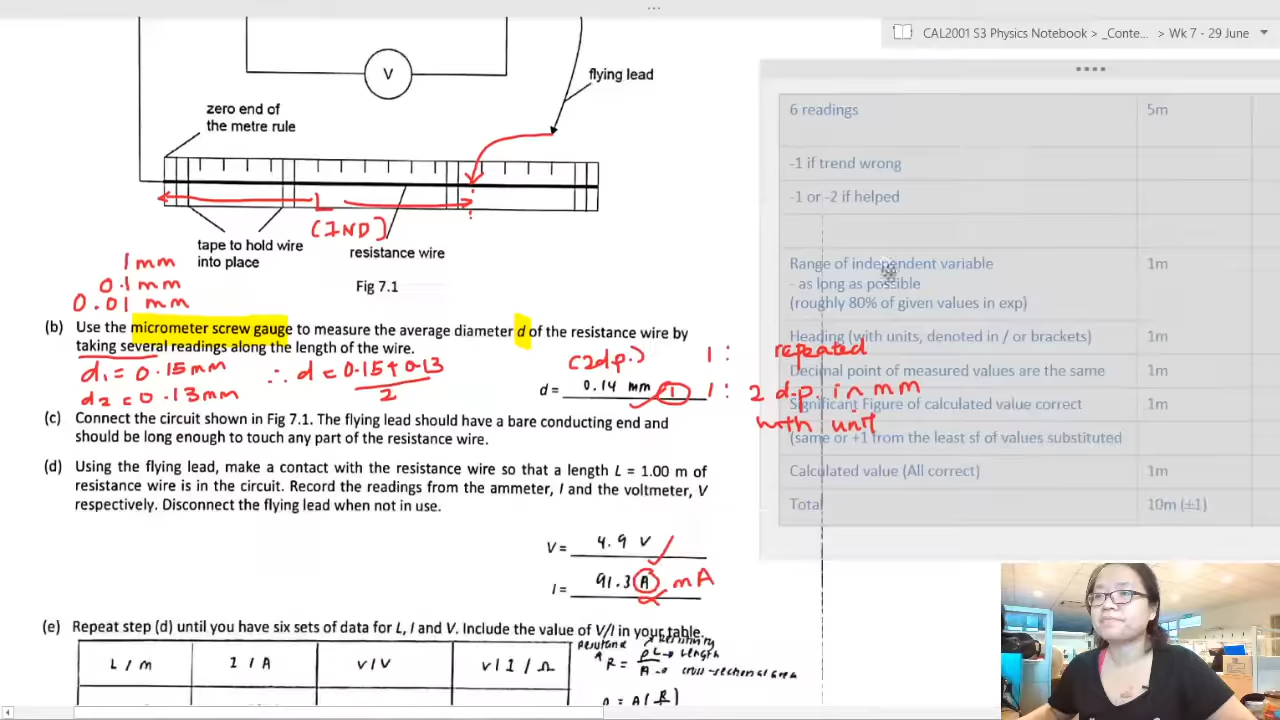 CAL2001 S3 Physics Notebook > _Conte... > Wk 7 - 29 June
V
flying lead
zero end of
the metre rule
L
(IND)
tape to hold wire
into place
resistance wire
Fig 7.1
1 mm
0.1 mm
0.01 mm
(b) Use the micrometer screw gauge to measure the average diameter d of the resistance wire by
taking several readings along the length of the wire.
d₁ = 0.15 mm
d₂ = 0.13 mm
∴ d = 0.15 + 0.13
2
(2 d.p.)
d = 0.14 mm 1
1 : repeated
1 : 2 d.p. in mm
with unit
(c) Connect the circuit shown in Fig 7.1. The flying lead should have a bare conducting end and
should be long enough to touch any part of the resistance wire.
(d) Using the flying lead, make a contact with the resistance wire so that a length L = 1.00 m of
resistance wire is in the circuit. Record the readings from the ammeter, I and the voltmeter, V
respectively. Disconnect the flying lead when not in use.
V = 4.9 V
I = 91.3 A mA
(e) Repeat step (d) until you have six sets of data for L, I and V. Include the value of V/I in your table.
L / m I / A V / V V / I / Ω
resistance resistivity
R = ρL → length
A → cross-sectional area
ρ = A(R
6 readings 5m
-1 if trend wrong
-1 or -2 if helped
Range of independent variable 1m
- as long as possible
(roughly 80% of given values in exp)
Heading (with units, denoted in / or brackets) 1m
Decimal point of measured values are the same 1m
Significant Figure of calculated value correct 1m
(same or +1 from the least sf of values substituted
Calculated value (All correct) 1m
Total 10m (±1)